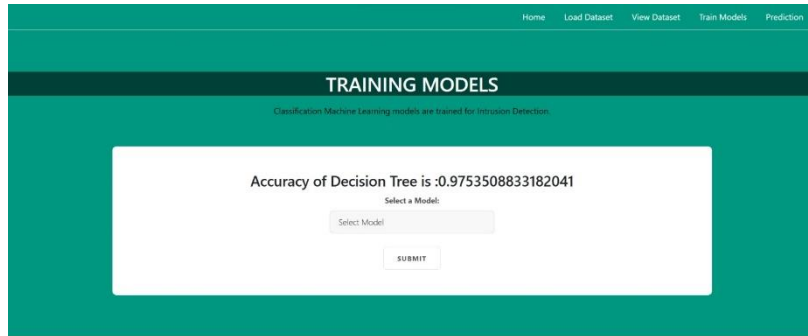 Home Load Dataset View Dataset Train Models Prediction
TRAINING MODELS
Classification Machine Learning models are trained for Intrusion Detection
Accuracy of Decision Tree is :0.9753508833182041
Select a Model:
Select Model
SUBMIT